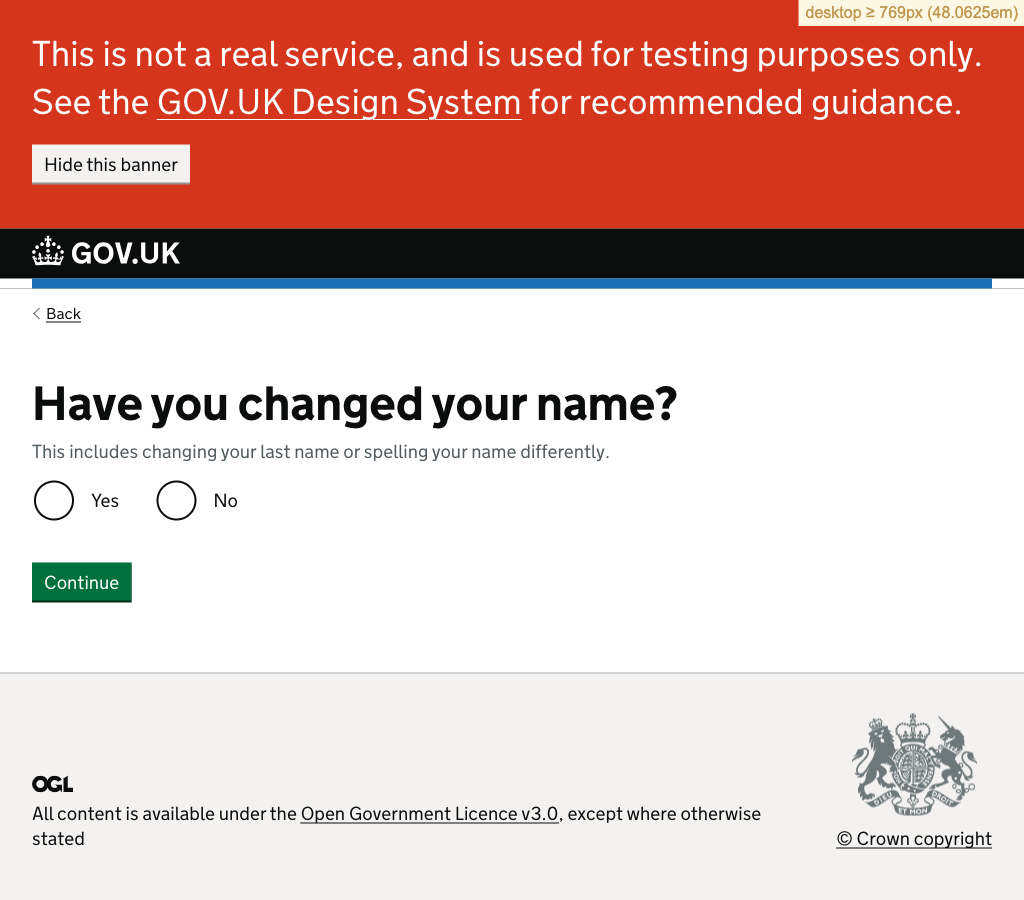 desktop ≥ 769px (48.0625em)
This is not a real service, and is used for testing purposes only.
See the GOV.UK Design System for recommended guidance.
Hide this banner
GOV.UK
Back
Have you changed your name?
This includes changing your last name or spelling your name differently.
Yes No
Continue
OGL
All content is available under the Open Government Licence v3.0, except where otherwise
stated
© Crown copyright